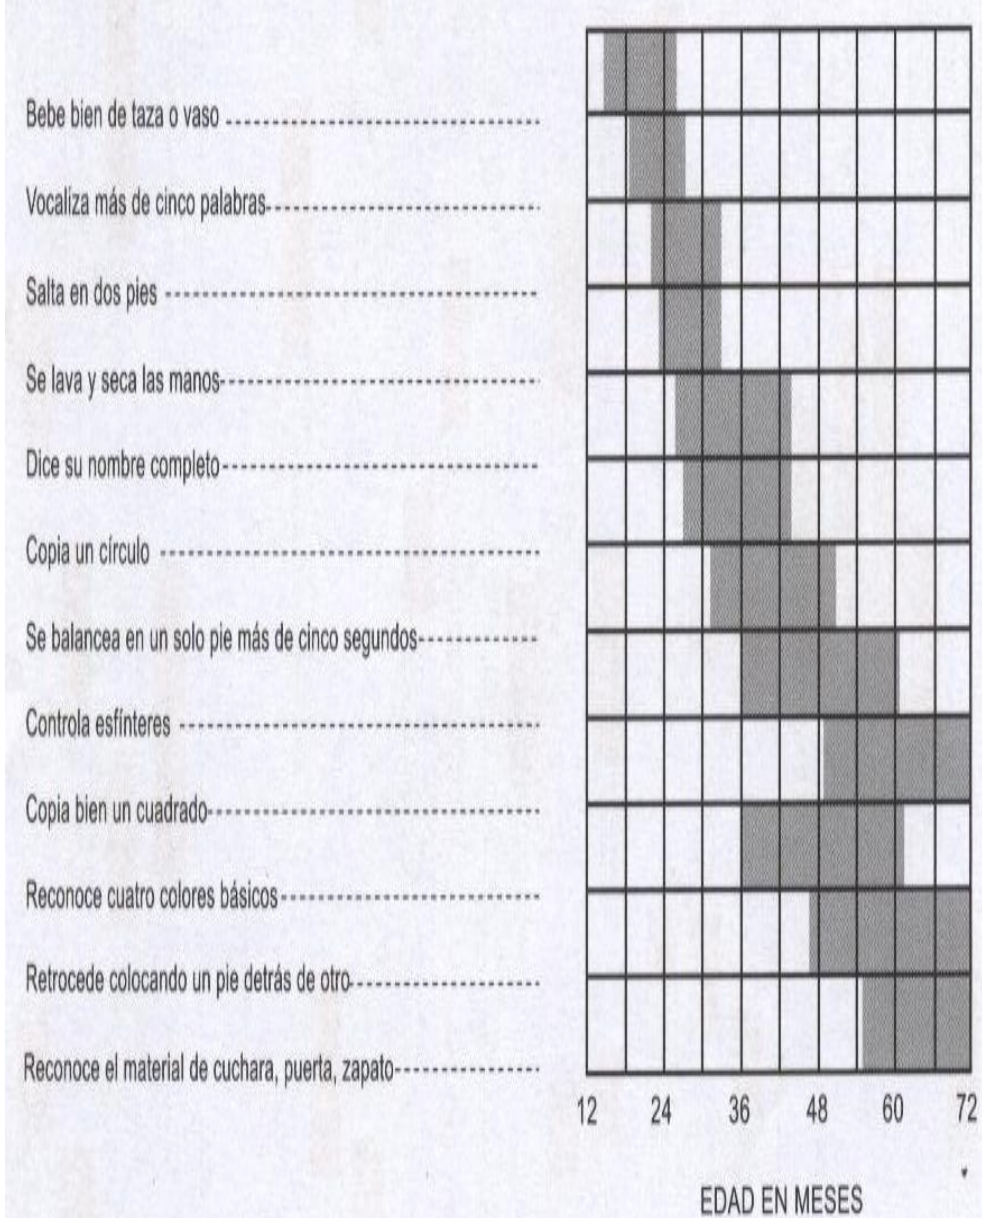 Bebe bien de taza o vaso
Vocaliza más de cinco palabras
Salta en dos pies
Se lava y seca las manos
Dice su nombre completo
Copia un círculo
Se balancea en un solo pie más de cinco segundos
Controla esfínteres
Copia bien un cuadrado
Reconoce cuatro colores básicos
Retrocede colocando un pie detrás de otro
Reconoce el material de cuchara, puerta, zapato
12 24 36 48 60 72
EDAD EN MESES